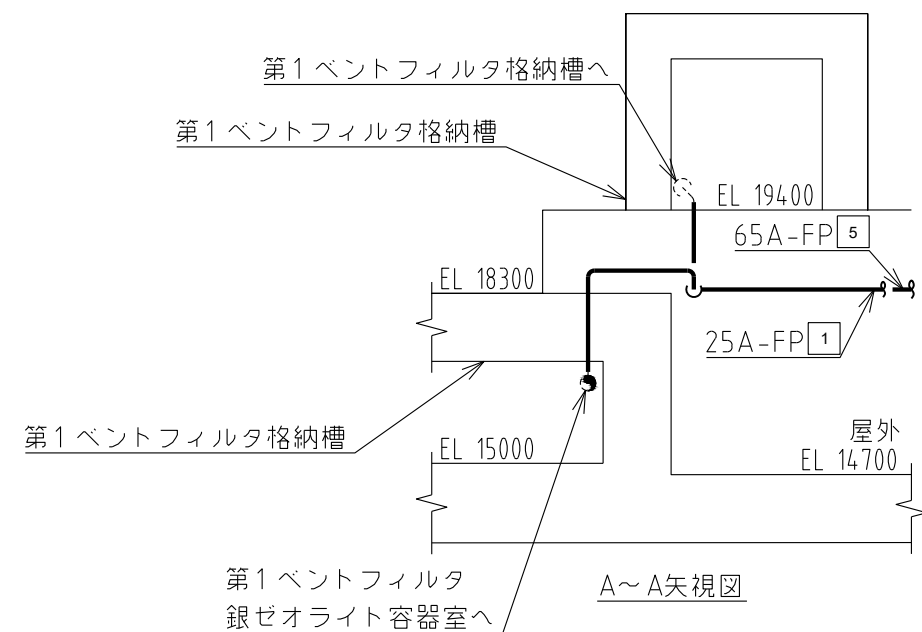 第1ベントフィルタ格納槽へ
第1ベントフィルタ格納槽
EL 19400
65A-FP 5
EL 18300
25A-FP 1
第1ベントフィルタ格納槽
EL 15000
屋外
EL 14700
第1ベントフィルタ
銀ゼオライト容器室へ
A～A矢視図